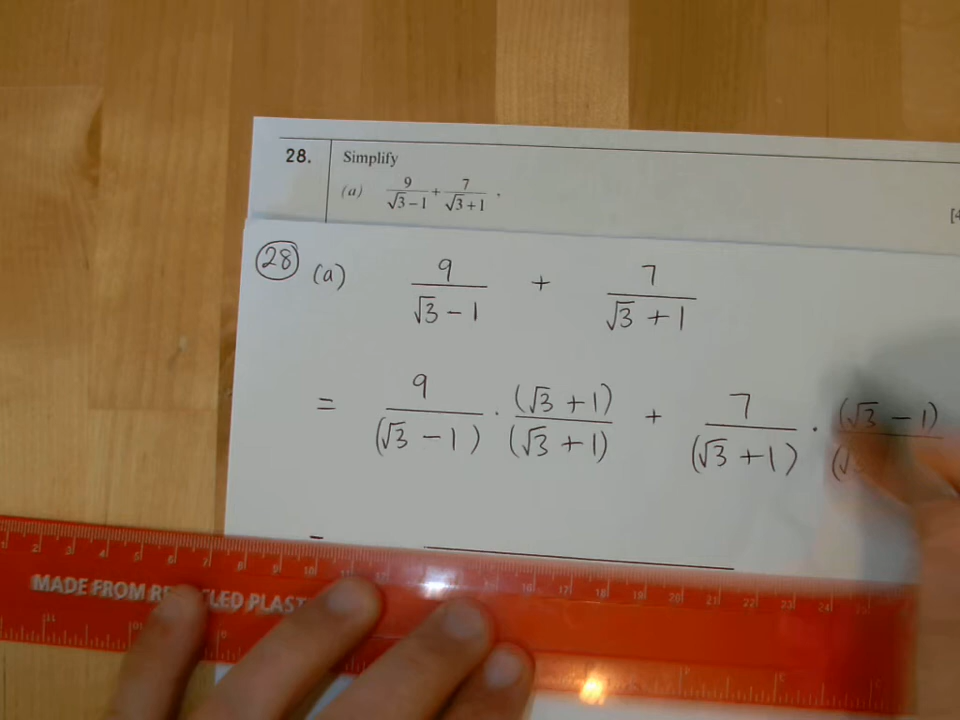 28. Simplify
(a) 9/(√3−1) + 7/(√3+1) .
[4
28 (a) 9/(√3 − 1) + 7/(√3 + 1)
= 9/(√3 − 1) · (√3 + 1)/(√3 + 1) + 7/(√3 + 1) · (√3 − 1)/(√
MADE FROM RE LED PLAST